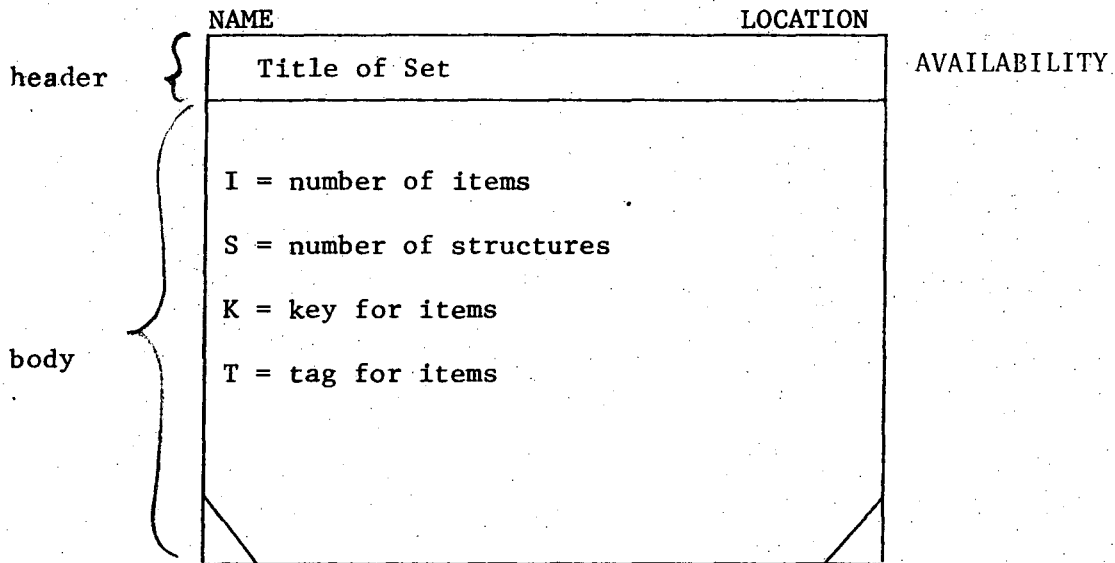 NAME LOCATION
header Title of Set AVAILABILITY
I = number of items
S = number of structures
K = key for items
body T = tag for items